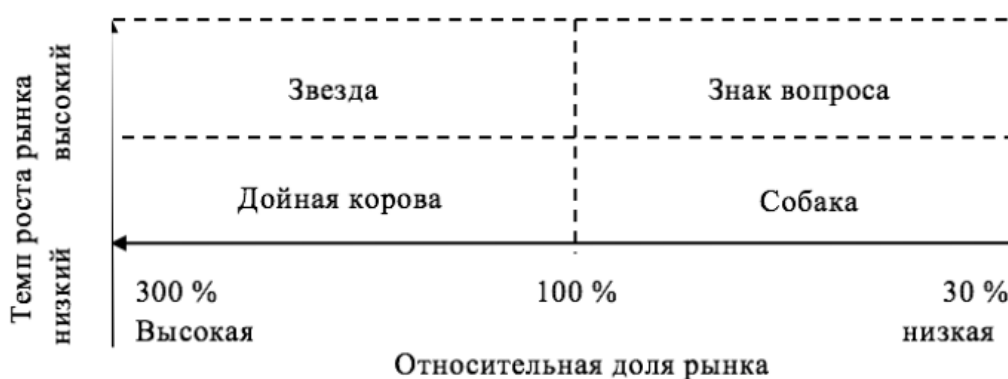 Темп роста рынка
высокий
низкий
Звезда
Знак вопроса
Дойная корова
Собака
300 %
100 %
30 %
Высокая
низкая
Относительная доля рынка